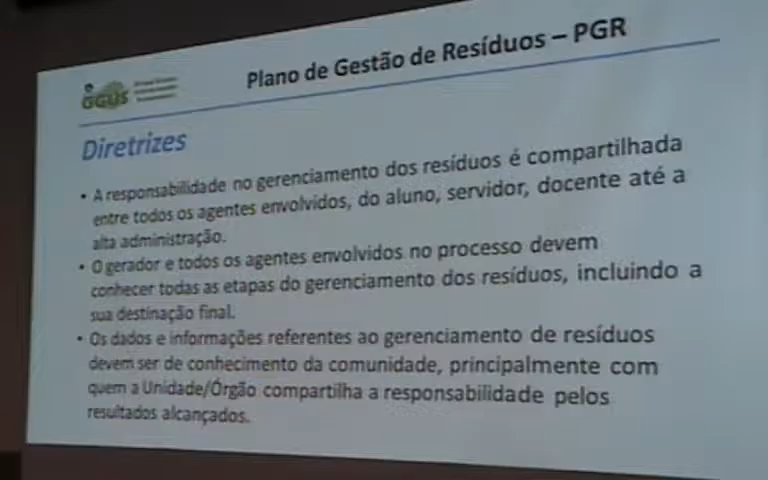 GGUS
Plano de Gestão de Resíduos – PGR
Diretrizes
• A responsabilidade no gerenciamento dos resíduos é compartilhada
entre todos os agentes envolvidos, do aluno, servidor, docente até a
alta administração.
• O gerador e todos os agentes envolvidos no processo devem
conhecer todas as etapas do gerenciamento dos resíduos, incluindo a
sua destinação final.
• Os dados e informações referentes ao gerenciamento de resíduos
devem ser de conhecimento da comunidade, principalmente com
quem a Unidade/Órgão compartilha a responsabilidade pelos
resultados alcançados.